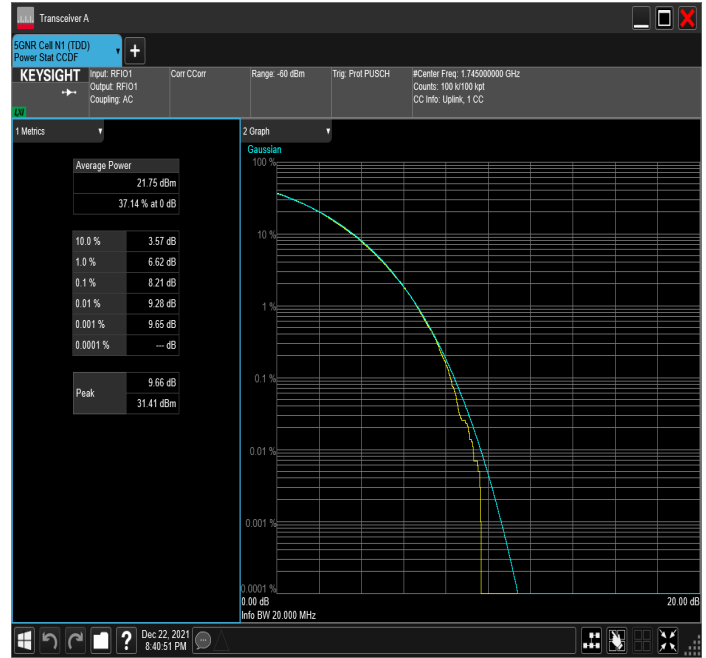 Transceiver A
5GNR Cell N1 (TDD)
Power Stat CCDF
KEYSIGHT
Input: RFIO1
Output: RFIO1
Coupling: AC
Corr CCorr
Range: -60 dBm
Trig: Prot PUSCH
#Center Freq: 1.745000000 GHz
Counts: 100 k/100 kpt
CC Info: Uplink, 1 CC
1 Metrics
Average Power
21.75 dBm
37.14 % at 0 dB
10.0 % 3.57 dB
1.0 % 6.62 dB
0.1 % 8.21 dB
0.01 % 9.28 dB
0.001 % 9.65 dB
0.0001 % --- dB
Peak
9.66 dB
31.41 dBm
2 Graph
Gaussian
100 %
10 %
1 %
0.1 %
0.01 %
0.001 %
0.0001 %
0.00 dB
20.00 dB
Info BW 20.000 MHz
?
Dec 22, 2021
8:40:51 PM